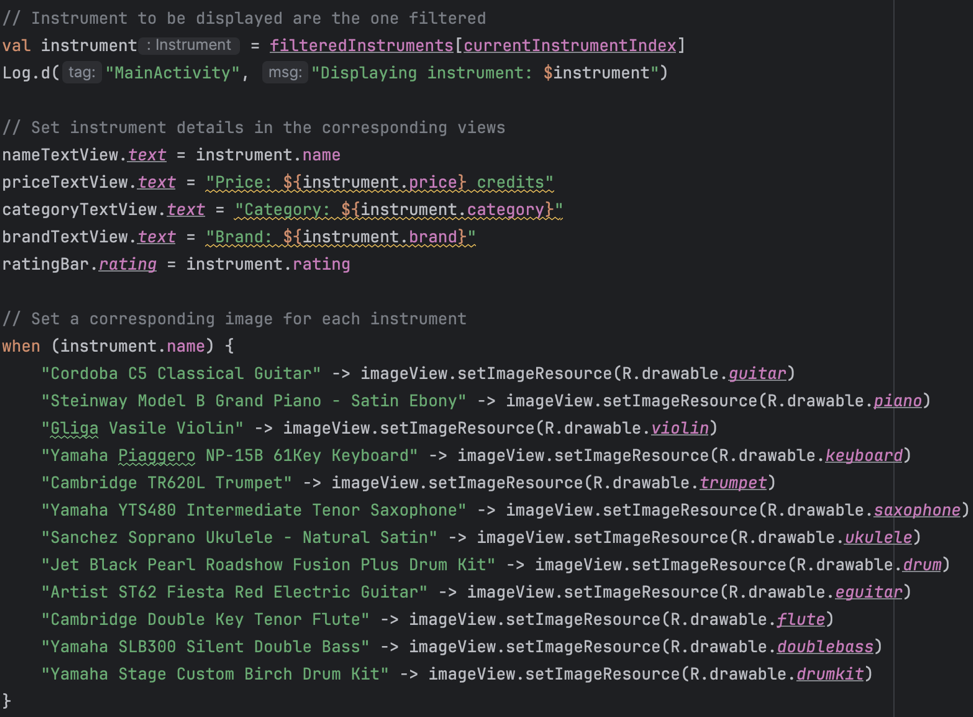 // Instrument to be displayed are the one filtered
val instrument : Instrument = filteredInstruments[currentInstrumentIndex]
Log.d( tag: "MainActivity", msg: "Displaying instrument: $instrument")
// Set instrument details in the corresponding views
nameTextView.text = instrument.name
priceTextView.text = "Price: ${instrument.price} credits"
categoryTextView.text = "Category: ${instrument.category}"
brandTextView.text = "Brand: ${instrument.brand}"
ratingBar.rating = instrument.rating
// Set a corresponding image for each instrument
when (instrument.name) {
"Cordoba C5 Classical Guitar" -> imageView.setImageResource(R.drawable.guitar)
"Steinway Model B Grand Piano - Satin Ebony" -> imageView.setImageResource(R.drawable.piano)
"Gliga Vasile Violin" -> imageView.setImageResource(R.drawable.violin)
"Yamaha Piaggero NP-15B 61Key Keyboard" -> imageView.setImageResource(R.drawable.keyboard)
"Cambridge TR620L Trumpet" -> imageView.setImageResource(R.drawable.trumpet)
"Yamaha YTS480 Intermediate Tenor Saxophone" -> imageView.setImageResource(R.drawable.saxophone)
"Sanchez Soprano Ukulele - Natural Satin" -> imageView.setImageResource(R.drawable.ukulele)
"Jet Black Pearl Roadshow Fusion Plus Drum Kit" -> imageView.setImageResource(R.drawable.drum)
"Artist ST62 Fiesta Red Electric Guitar" -> imageView.setImageResource(R.drawable.eguitar)
"Cambridge Double Key Tenor Flute" -> imageView.setImageResource(R.drawable.flute)
"Yamaha SLB300 Silent Double Bass" -> imageView.setImageResource(R.drawable.doublebass)
"Yamaha Stage Custom Birch Drum Kit" -> imageView.setImageResource(R.drawable.drumkit)
}